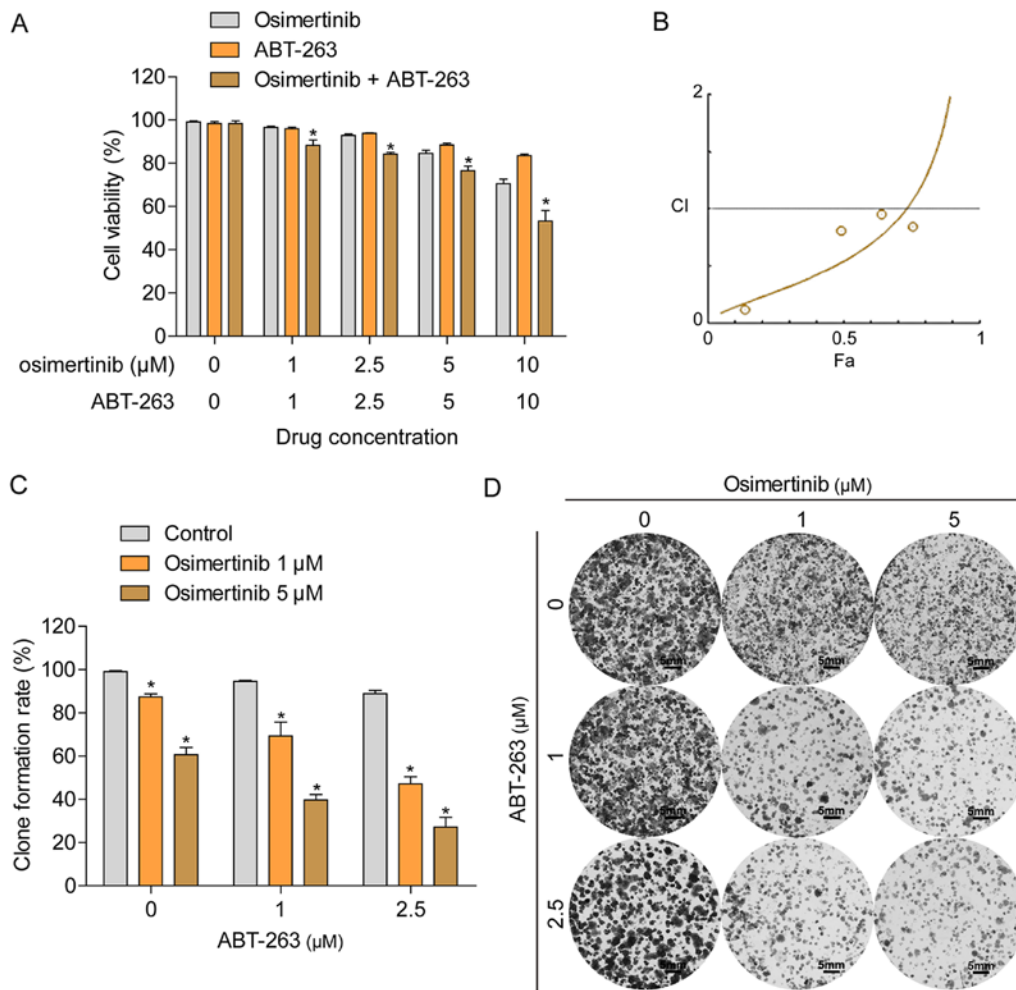 A
Osimertinib
ABT-263
Osimertinib + ABT-263
120
100
80
60
40
20
0
Cell viability (%)
* * * *
osimertinib (µM) 0 1 2.5 5 10
ABT-263 0 1 2.5 5 10
Drug concentration
B
2
CI
0
0 0.5 1
Fa
C
Control
Osimertinib 1 µM
Osimertinib 5 µM
120
100
80
60
40
20
0
Clone formation rate (%)
* * * * * *
0 1 2.5
ABT-263 (µM)
D
Osimertinib (µM)
0 1 5
ABT-263 (µM)
0
5mm 5mm 5mm
1
5mm 5mm 5mm
2.5
5mm 5mm 5mm